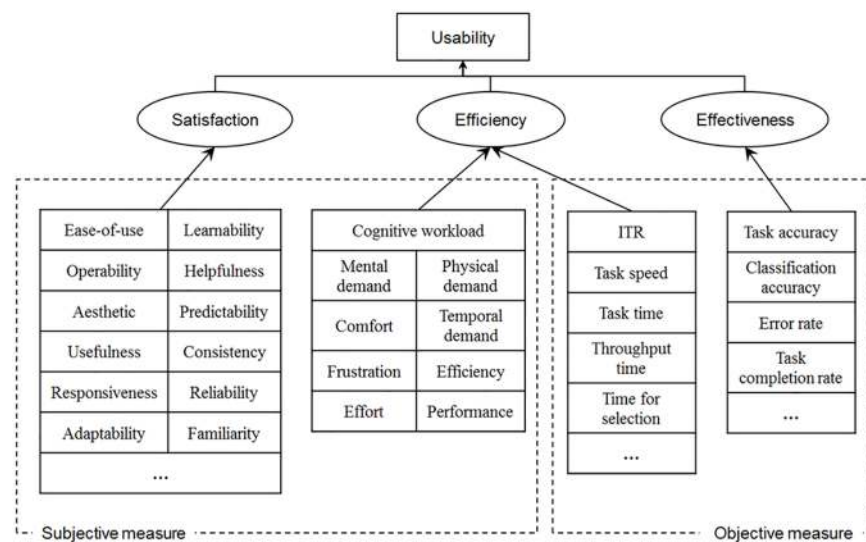 Usability
Satisfaction
Efficiency
Effectiveness
Ease-of-use
Learnability
Operability
Helpfulness
Aesthetic
Predictability
Usefulness
Consistency
Responsiveness
Reliability
Adaptability
Familiarity
...
Cognitive workload
Mental
demand
Physical
demand
Comfort
Temporal
demand
Frustration
Efficiency
Effort
Performance
ITR
Task speed
Task time
Throughput
time
Time for
selection
...
Task accuracy
Classification
accuracy
Error rate
Task
completion rate
...
Subjective measure
Objective measure